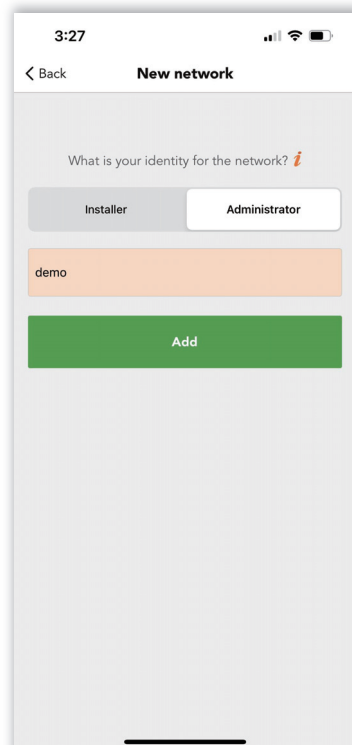 3:27
Back New network
What is your identity for the network? i
Installer Administrator
demo
Add